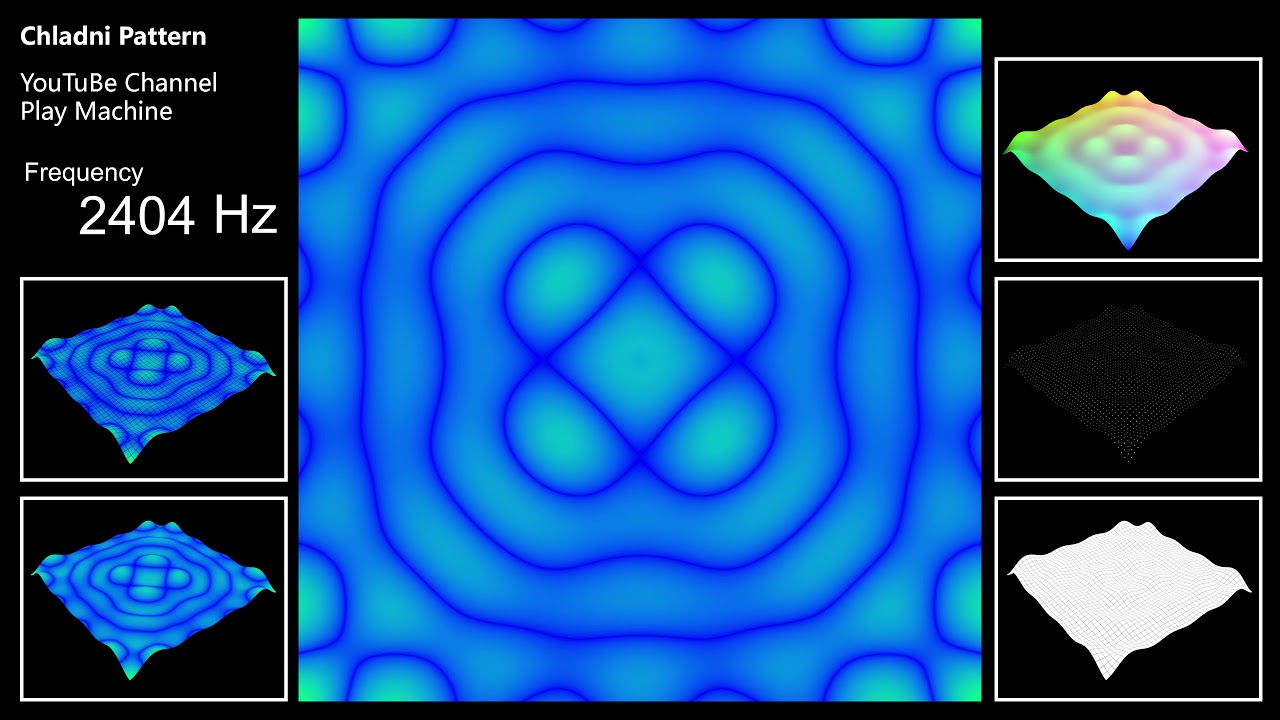 Chladni Pattern
YouTuBe Channel
Play Machine
Frequency
2404 Hz